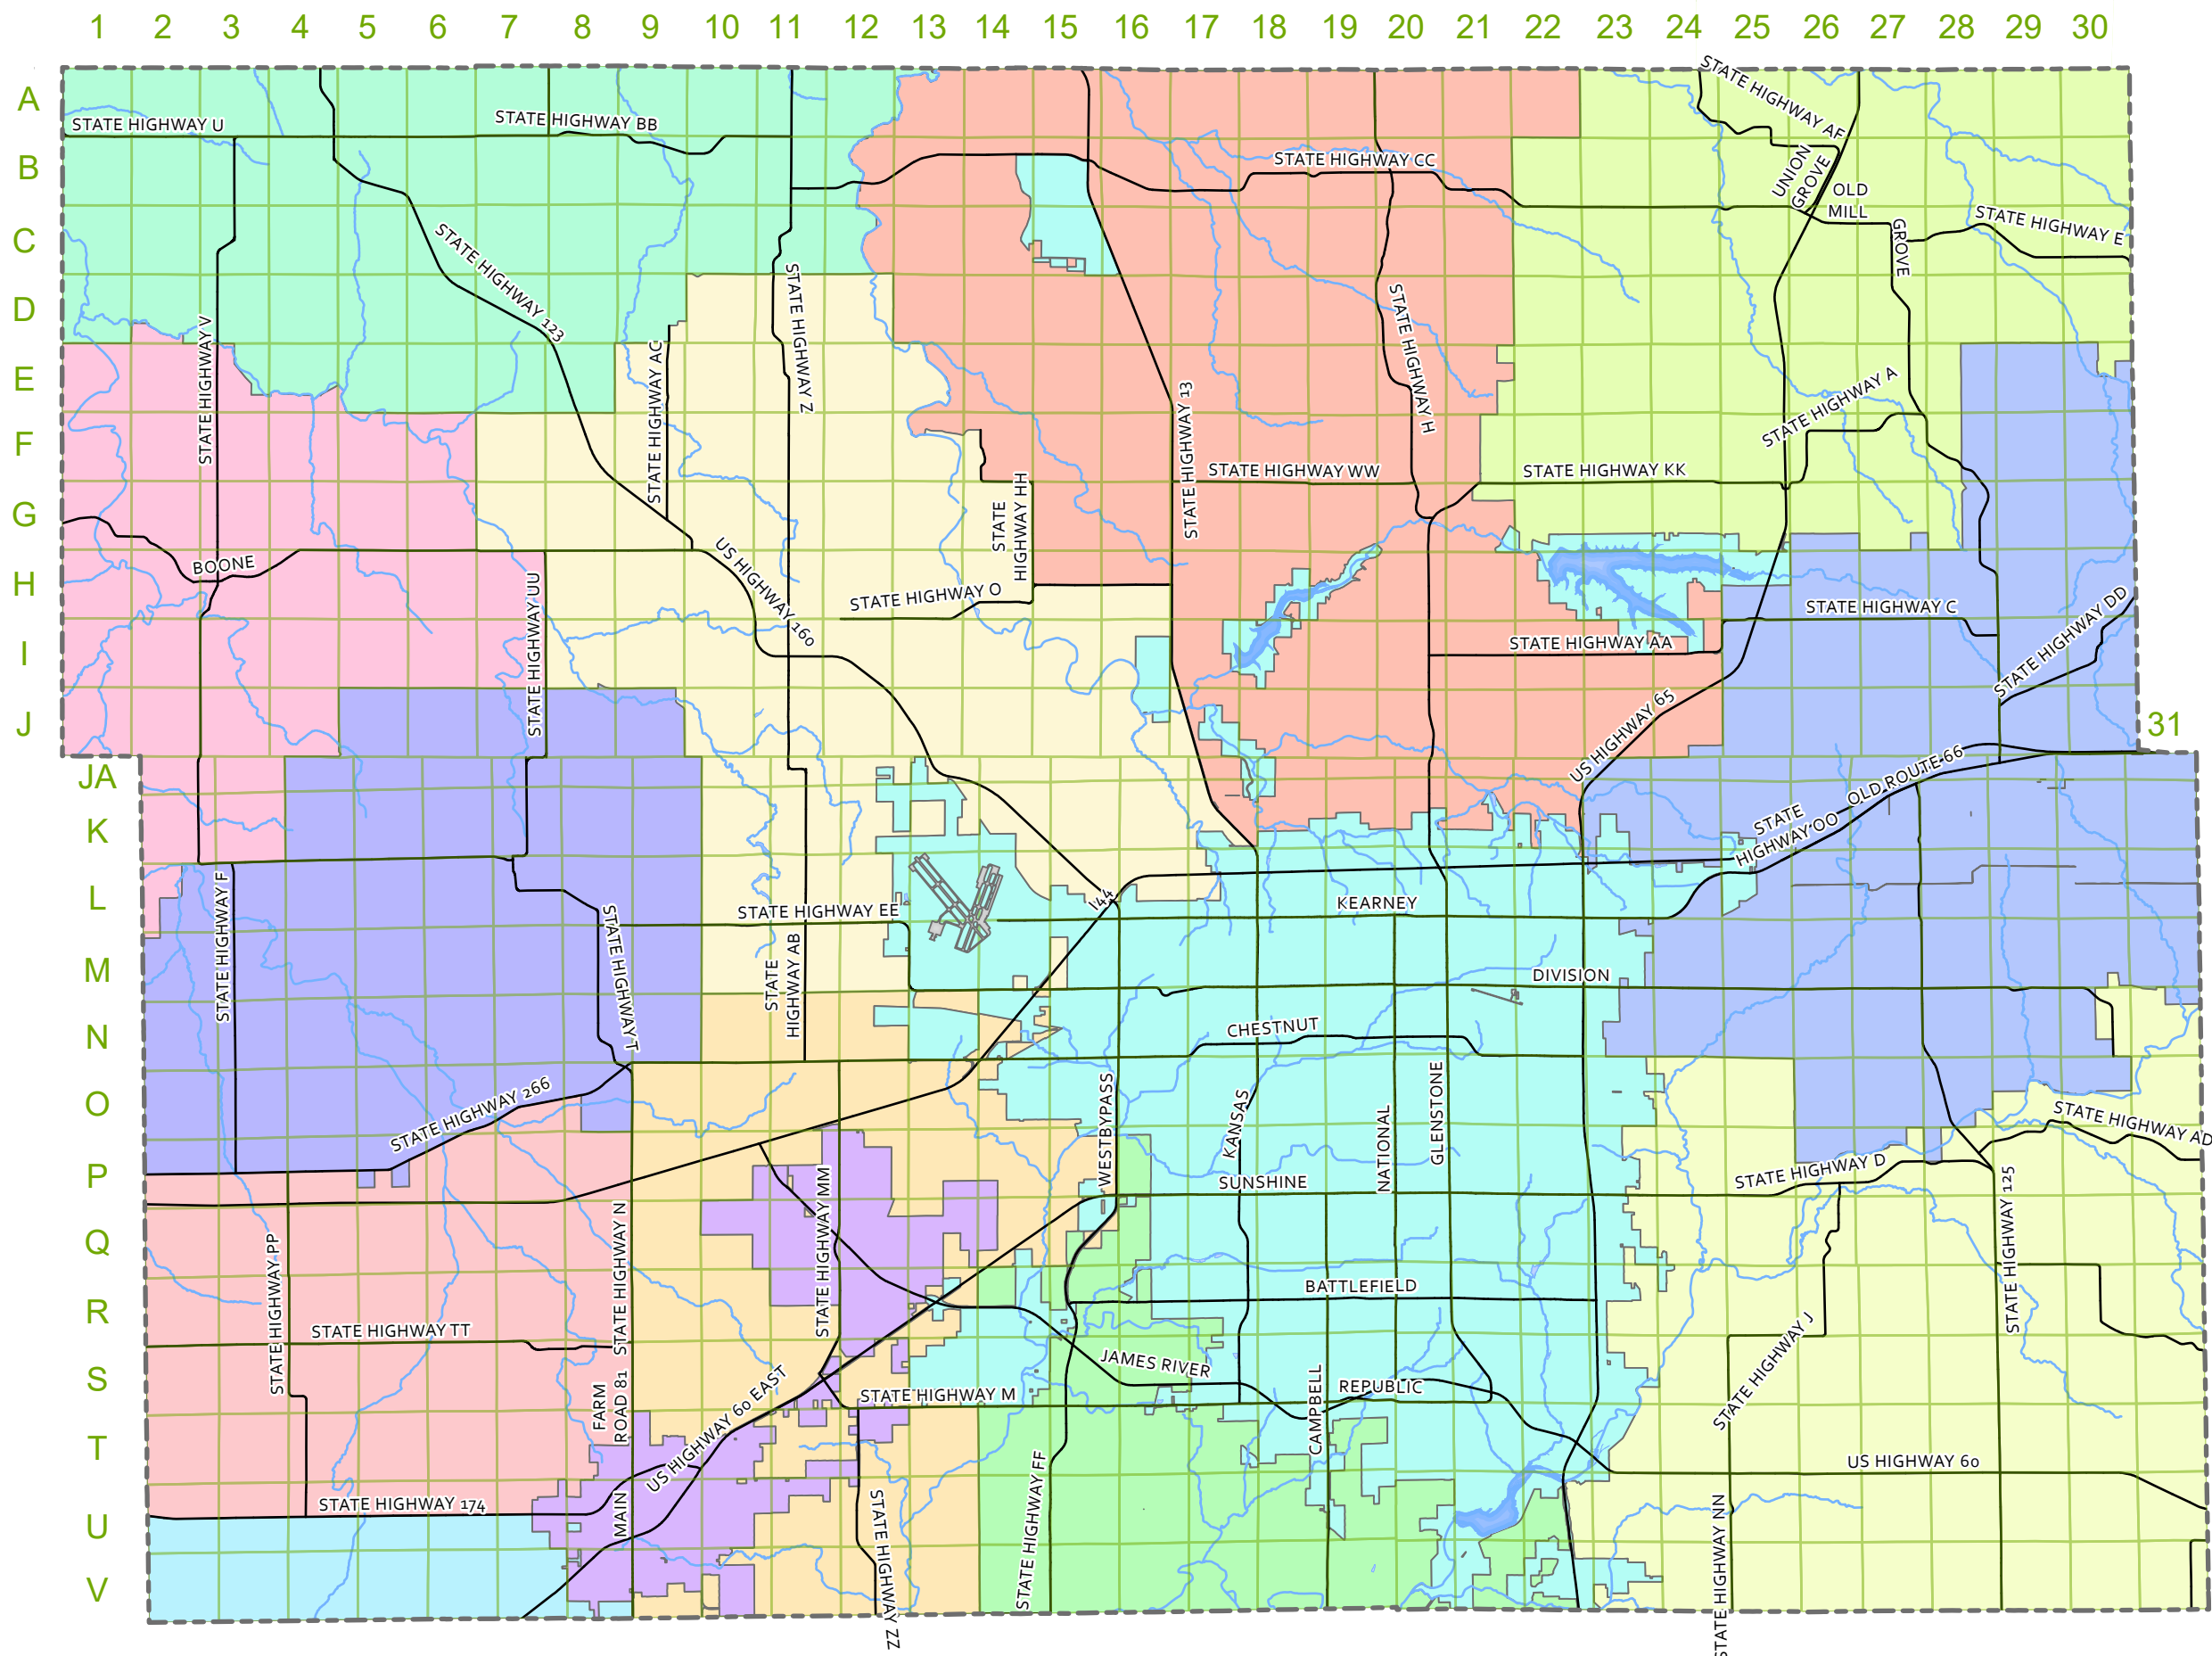 1 2 3 4 5 6 7 8 9 10 11 12 13 14 15 16 17 18 19 20 21 22 23 24 25 26 27 28 29 30
A
STATE HIGHWAY AF
STATE HIGHWAY U
STATE HIGHWAY BB
B
STATE HIGHWAY CC
UNION
GROVE
OLD
MILL
C
STATE HIGHWAY E
GROVE
STATE HIGHWAY 123
STATE HIGHWAY Z
D
STATE HIGHWAY V
STATE HIGHWAY H
E
STATE HIGHWAY AC
STATE HIGHWAY 13
STATE HIGHWAY A
F
STATE HIGHWAY WW
STATE HIGHWAY KK
G
STATE
HIGHWAY HH
US HIGHWAY 160
BOONE
H
STATE HIGHWAY UU
STATE HIGHWAY O
STATE HIGHWAY C
STATE HIGHWAY DD
I
STATE HIGHWAY AA
J
US HIGHWAY 65
31
JA
OLD ROUTE 66
K
STATE
HIGHWAY OO
L
STATE HIGHWAY F
STATE HIGHWAY EE
I44
KEARNEY
STATE HIGHWAY T
M
STATE
HIGHWAY AB
DIVISION
N
CHESTNUT
O
STATE HIGHWAY 266
WESTBYPASS
KANSAS
NATIONAL
GLENSTONE
STATE HIGHWAY AD
P
STATE HIGHWAY MM
SUNSHINE
STATE HIGHWAY D
STATE HIGHWAY 125
Q
STATE HIGHWAY PP
STATE HIGHWAY N
BATTLEFIELD
R
STATE HIGHWAY TT
STATE HIGHWAY J
S
JAMES RIVER
REPUBLIC
STATE HIGHWAY M
FARM
ROAD 81
US HIGHWAY 60 EAST
CAMPBELL
T
US HIGHWAY 60
STATE HIGHWAY FF
U
STATE HIGHWAY 174
MAIN
STATE HIGHWAY ZZ
STATE HIGHWAY NN
V